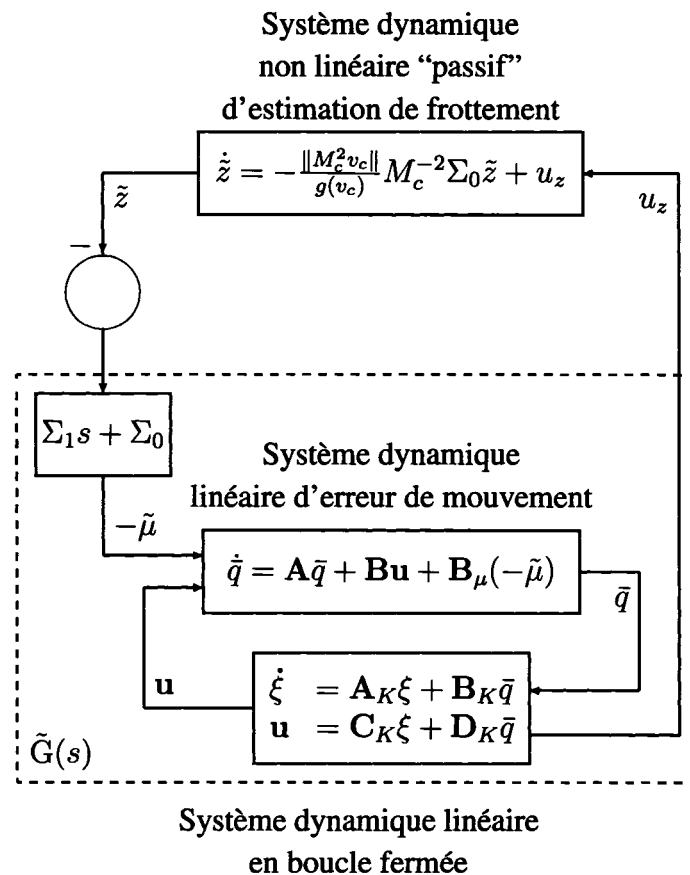 Système dynamique
non linéaire “passif”
d'estimation de frottement
$\dot{\tilde{z}} = -\frac{\|M_c^2 v_c\|}{g(v_c)} M_c^{-2} \Sigma_0 \tilde{z} + u_z$
$\tilde{z}$
$u_z$
−
$\Sigma_1 s + \Sigma_0$
Système dynamique
linéaire d'erreur de mouvement
$-\tilde{\mu}$
$\dot{\bar{q}} = \mathbf{A}\bar{q} + \mathbf{B}\mathbf{u} + \mathbf{B}_\mu(-\tilde{\mu})$
$\bar{q}$
$\mathbf{u}$
$\dot{\xi} = \mathbf{A}_K \xi + \mathbf{B}_K \bar{q}$
$\mathbf{u} = \mathbf{C}_K \xi + \mathbf{D}_K \bar{q}$
$\tilde{\mathrm{G}}(s)$
Système dynamique linéaire
en boucle fermée